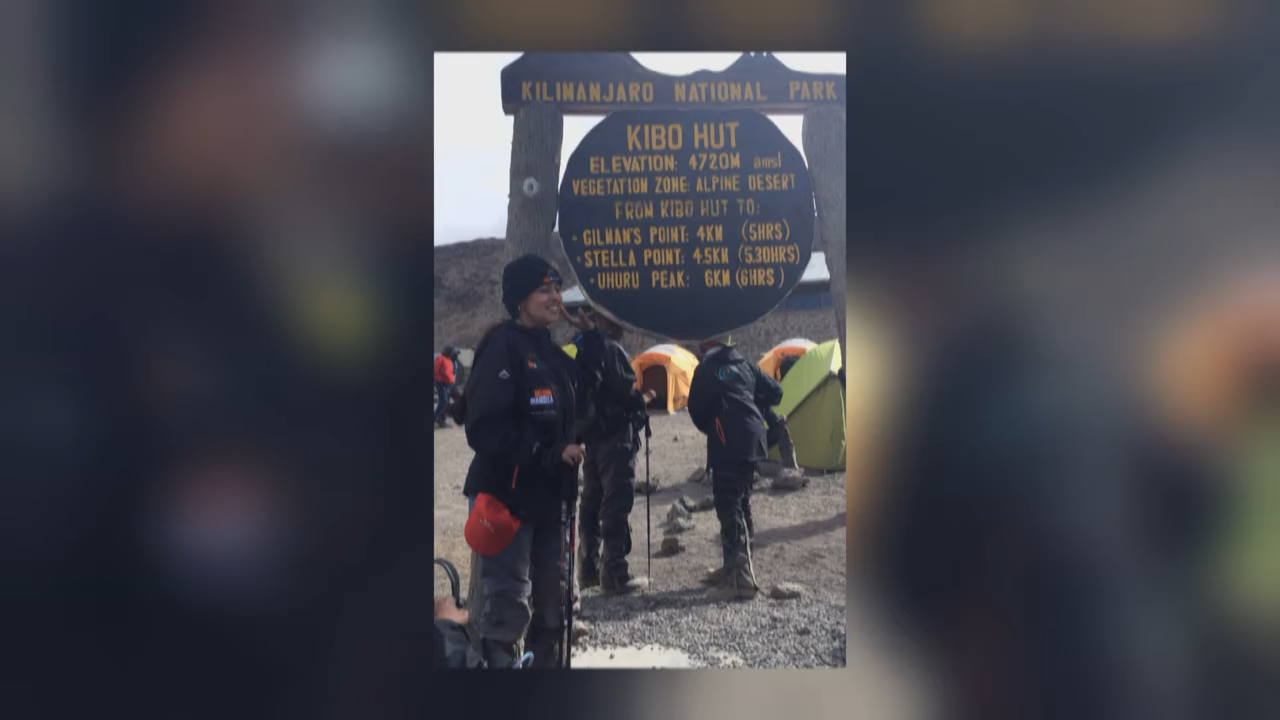 KILIMANJARO NATIONAL PARK
KIBO HUT
ELEVATION: 4720M amsl
VEGETATION ZONE: ALPINE DESERT
FROM KIBO HUT TO:
• GILMAN'S POINT: 4KM (5HRS)
• STELLA POINT: 4.5KM (5.30HRS)
• UHURU PEAK: 6KM (6HRS)